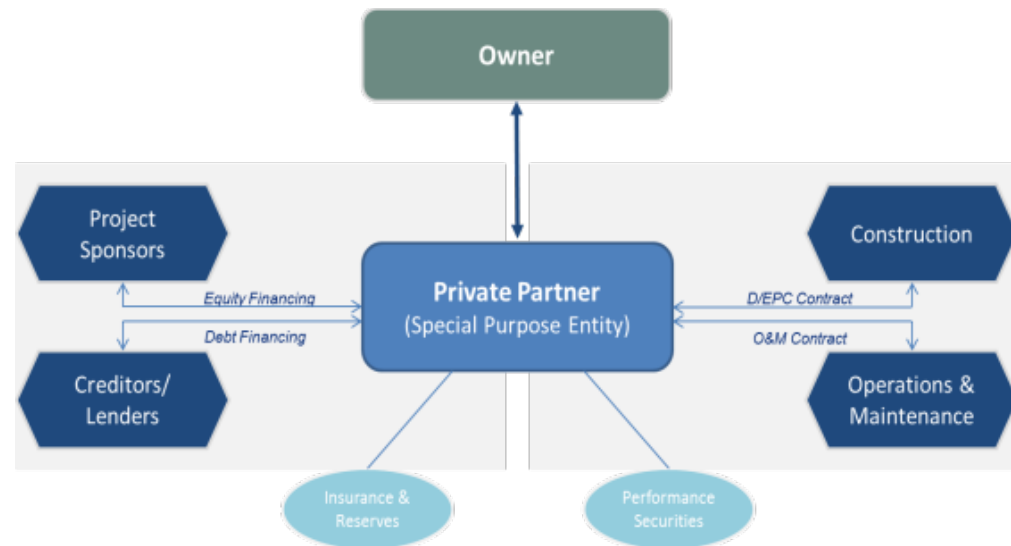 Owner
Project
Sponsors
Construction
Equity Financing
Private Partner
(Special Purpose Entity)
D/EPC Contract
Debt Financing
O&M Contract
Creditors/
Lenders
Operations &
Maintenance
Insurance &
Reserves
Performance
Securities